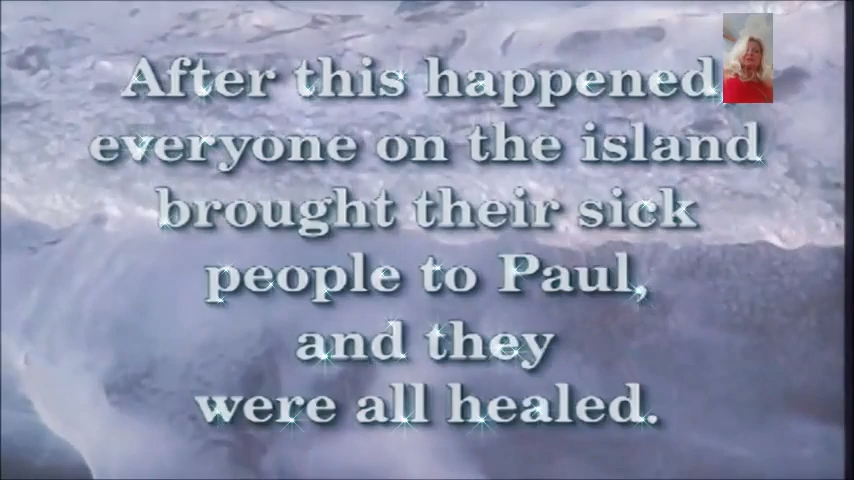 After this happened
everyone on the island
brought their sick
people to Paul,
and they
were all healed.